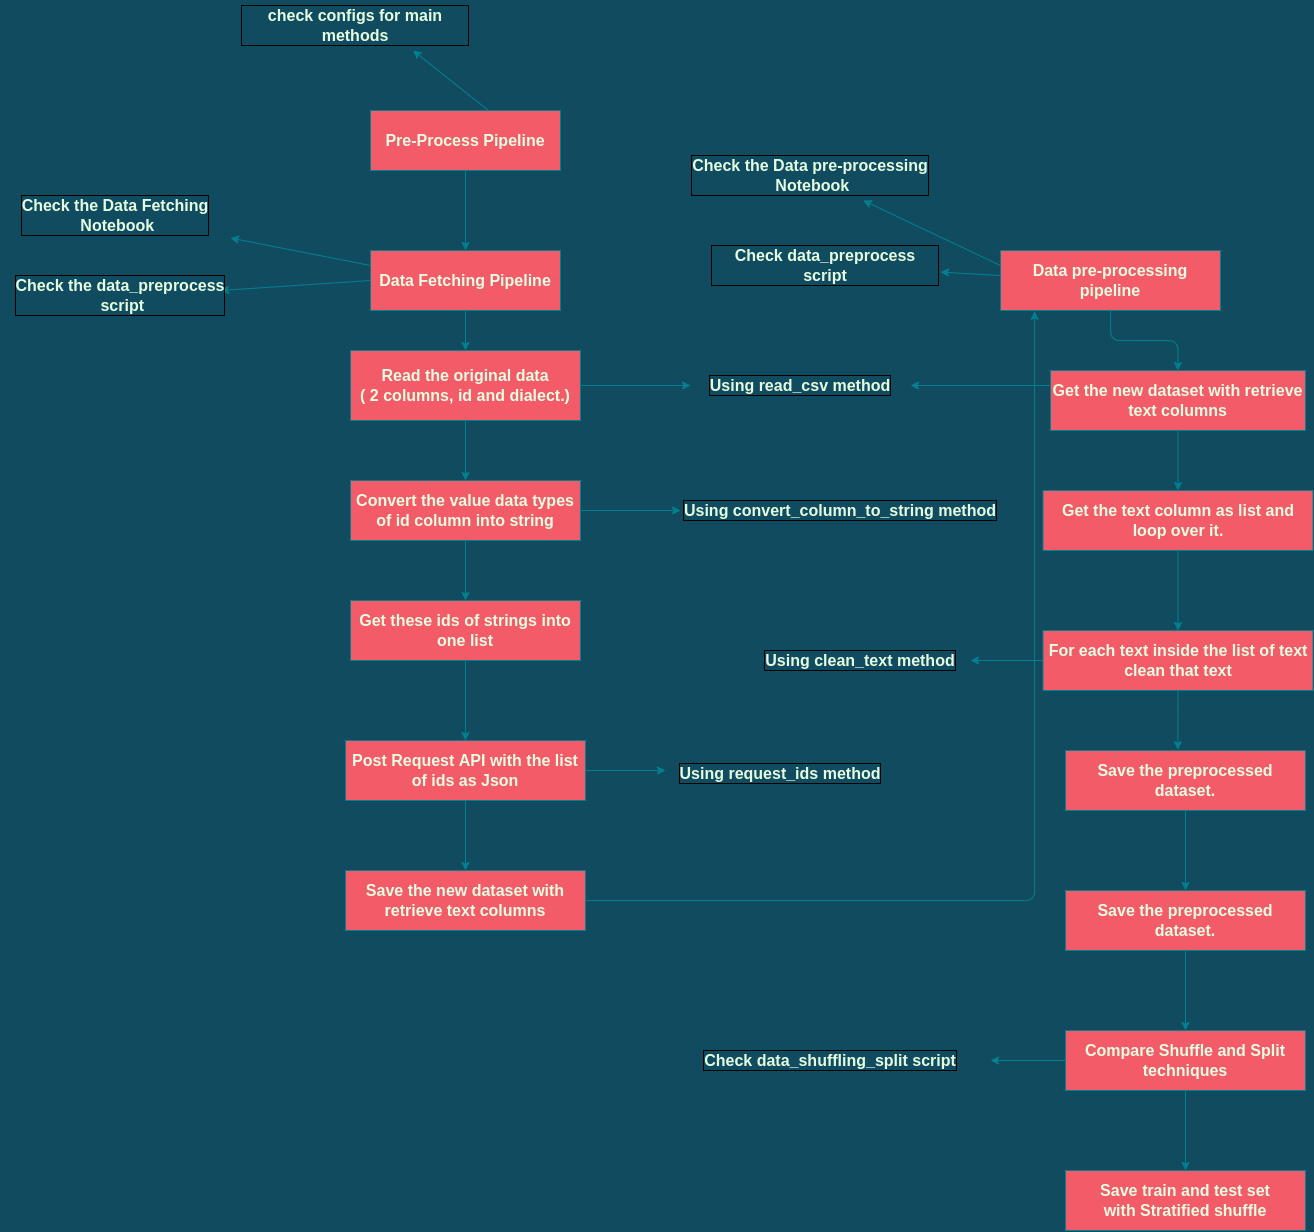 check configs for main
methods
Pre-Process Pipeline
Check the Data Fetching
Notebook
Check the data_preprocess
script
Data Fetching Pipeline
Read the original data
( 2 columns, id and dialect.)
Using read_csv method
Convert the value data types
of id column into string
Using convert_column_to_string method
Get these ids of strings into
one list
Post Request API with the list
of ids as Json
Using request_ids method
Save the new dataset with
retrieve text columns
Check the Data pre-processing
Notebook
Check data_preprocess
script
Data pre-processing
pipeline
Get the new dataset with retrieve
text columns
Get the text column as list and
loop over it.
For each text inside the list of text
clean that text
Using clean_text method
Save the preprocessed
dataset.
Save the preprocessed
dataset.
Compare Shuffle and Split
techniques
Check data_shuffling_split script
Save train and test set
with Stratified shuffle